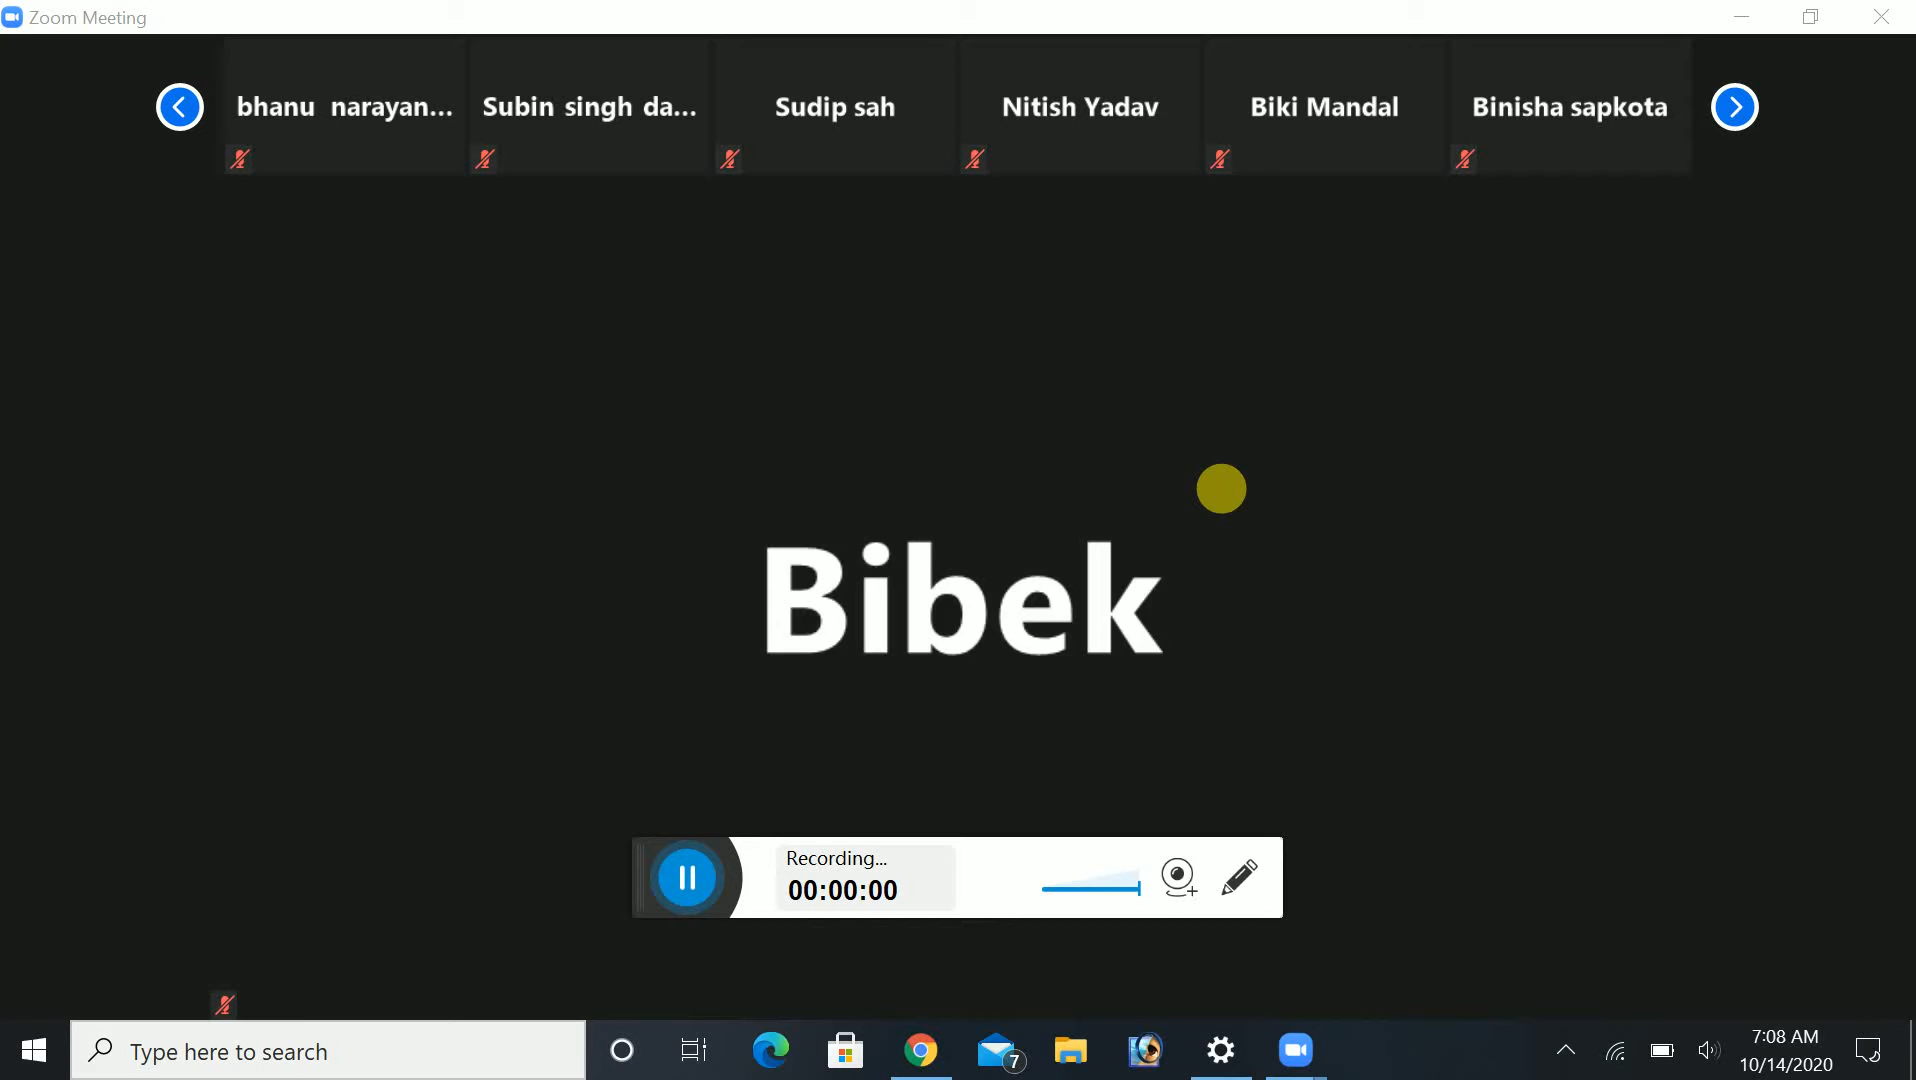 Zoom Meeting
bhanu narayan...
Subin singh da...
Sudip sah
Nitish Yadav
Biki Mandal
Binisha sapkota
Bibek
Recording...
00:00:00
Type here to search
7
7:08 AM
10/14/2020